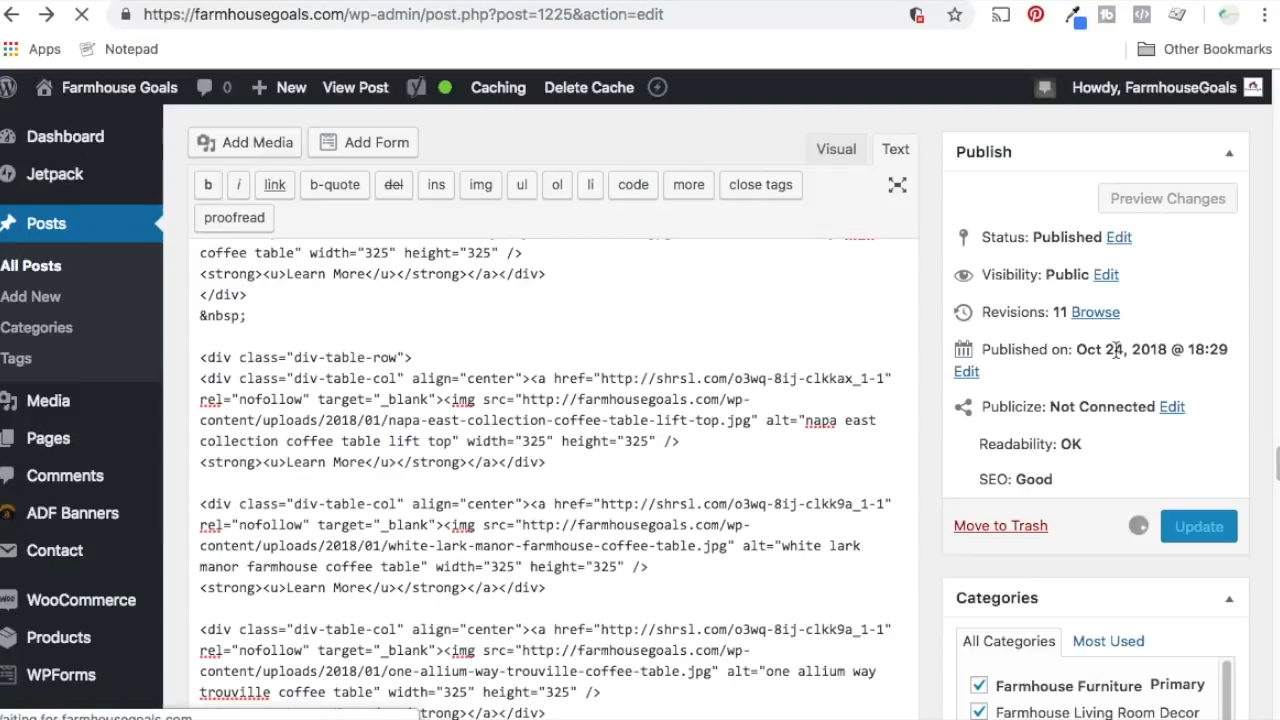 https://farmhousegoals.com/wp-admin/post.php?post=1225&action=edit
Apps Notepad Other Bookmarks
Farmhouse Goals 0 New View Post Caching Delete Cache Howdy, FarmhouseGoals
Dashboard
Jetpack
Posts
All Posts
Add New
Categories
Tags
Media
Pages
Comments
ADF Banners
Contact
WooCommerce
Products
WPForms
Add Media Add Form
Visual Text
b i link b-quote del ins img ul ol li code more close tags
proofread
coffee table" width="325" height="325" />
<strong><u>Learn More</u></strong></a></div>
</div>
&nbsp;
<div class="div-table-row">
<div class="div-table-col" align="center"><a href="http://shrsl.com/o3wq-8ij-clkkax_1-1"
rel="nofollow" target="_blank"><img src="http://farmhousegoals.com/wp-
content/uploads/2018/01/napa-east-collection-coffee-table-lift-top.jpg" alt="napa east
collection coffee table lift top" width="325" height="325" />
<strong><u>Learn More</u></strong></a></div>
<div class="div-table-col" align="center"><a href="http://shrsl.com/o3wq-8ij-clkk9a_1-1"
rel="nofollow" target="_blank"><img src="http://farmhousegoals.com/wp-
content/uploads/2018/01/white-lark-manor-farmhouse-coffee-table.jpg" alt="white lark
manor farmhouse coffee table" width="325" height="325" />
<strong><u>Learn More</u></strong></a></div>
<div class="div-table-col" align="center"><a href="http://shrsl.com/o3wq-8ij-clkk9a_1-1"
rel="nofollow" target="_blank"><img src="http://farmhousegoals.com/wp-
content/uploads/2018/01/one-allium-way-trouville-coffee-table.jpg" alt="one allium way
trouville coffee table" width="325" height="325" />
trong><u>Learn More</u></strong></a></div>
Publish
Preview Changes
Status: Published Edit
Visibility: Public Edit
Revisions: 11 Browse
Published on: Oct 24, 2018 @ 18:29
Edit
Publicize: Not Connected Edit
Readability: OK
SEO: Good
Move to Trash Update
Categories
All Categories Most Used
Farmhouse Furniture Primary
Farmhouse Living Room Decor